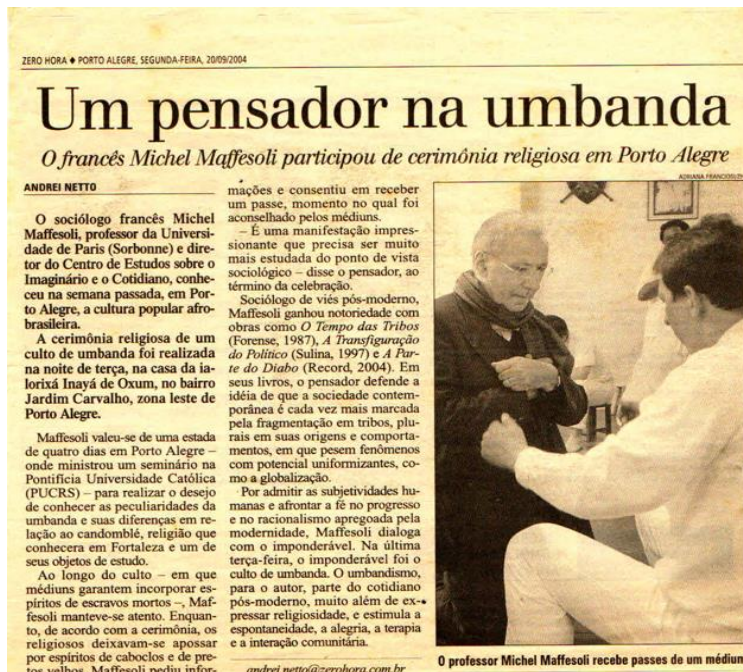 ZERO HORA ◆ PORTO ALEGRE, SEGUNDA-FEIRA, 20/09/2004
Um pensador na umbanda
O francês Michel Maffesoli participou de cerimônia religiosa em Porto Alegre
ANDREI NETTO
O sociólogo francês Michel
Maffesoli, professor da Universi-
dade de Paris (Sorbonne) e dire-
tor do Centro de Estudos sobre o
Imaginário e o Cotidiano, conhe-
ceu na semana passada, em Por-
to Alegre, a cultura popular afro-
brasileira.
A cerimônia religiosa de um
culto de umbanda foi realizada
na noite de terça, na casa da ia-
lorixá Inayá de Oxum, no bairro
Jardim Carvalho, zona leste de
Porto Alegre.
Maffesoli valeu-se de uma estada
de quatro dias em Porto Alegre –
onde ministrou um seminário na
Pontifícia Universidade Católica
(PUCRS) – para realizar o desejo
de conhecer as peculiaridades da
umbanda e suas diferenças em re-
lação ao candomblé, religião que
conhecera em Fortaleza e um de
seus objetos de estudo.
Ao longo do culto – em que
médiuns garantem incorporar es-
píritos de escravos mortos –, Maf-
fesoli manteve-se atento. Enquan-
to, de acordo com a cerimônia, os
religiosos deixavam-se apossar
por espíritos de caboclos e de pre-
tos velhos, Maffesoli pediu infor-
mações e consentiu em receber
um passe, momento no qual foi
aconselhado pelos médiuns.
– É uma manifestação impres-
sionante que precisa ser muito
mais estudada do ponto de vista
sociológico – disse o pensador, ao
término da celebração.
Sociólogo de viés pós-moderno,
Maffesoli ganhou notoriedade com
obras como O Tempo das Tribos
(Forense, 1987), A Transfiguração
do Político (Sulina, 1997) e A Par-
te do Diabo (Record, 2004). Em
seus livros, o pensador defende a
idéia de que a sociedade contem-
porânea é cada vez mais marcada
pela fragmentação em tribos, plu-
rais em suas origens e comporta-
mentos, em que pesem fenômenos
com potencial uniformizantes, co-
mo a globalização.
Por admitir as subjetividades hu-
manas e afrontar a fé no progresso
e no racionalismo apregoada pela
modernidade, Maffesoli dialoga
com o imponderável. Na última
terça-feira, o imponderável foi o
culto de umbanda. O umbandismo,
para o autor, parte do cotidiano
pós-moderno, muito além de ex-
pressar religiosidade, e estimula a
espontaneidade, a alegria, a terapia
e a interação comunitária.
andrei.netto@zerohora.com.br
ADRIANA
O professor Michel Maffesoli recebe passes de um médium